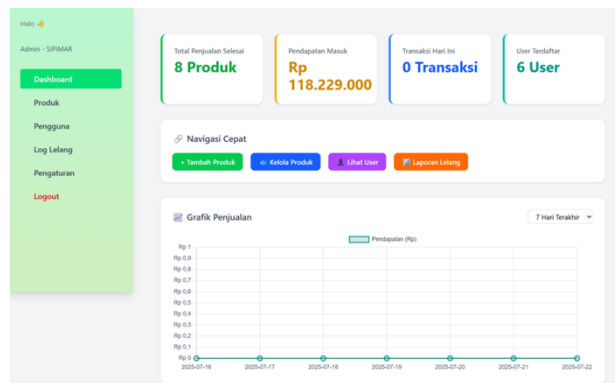 Halo 👋
Admin - SIPIMAR
Dashboard
Produk
Pengguna
Log Lelang
Pengaturan
Logout
Total Penjualan Selesai
8 Produk
Pendapatan Masuk
Rp
118.229.000
Transaksi Hari Ini
0 Transaksi
User Terdaftar
6 User
🔗 Navigasi Cepat
+ Tambah Produk
Kelola Produk
👤 Lihat User
📊 Laporan Lelang
📈 Grafik Penjualan
7 Hari Terakhir
Pendapatan (Rp)
Rp 1
Rp 0,9
Rp 0,8
Rp 0,7
Rp 0,6
Rp 0,5
Rp 0,4
Rp 0,3
Rp 0,2
Rp 0,1
Rp 0
2025-07-16
2025-07-17
2025-07-18
2025-07-19
2025-07-20
2025-07-21
2025-07-22